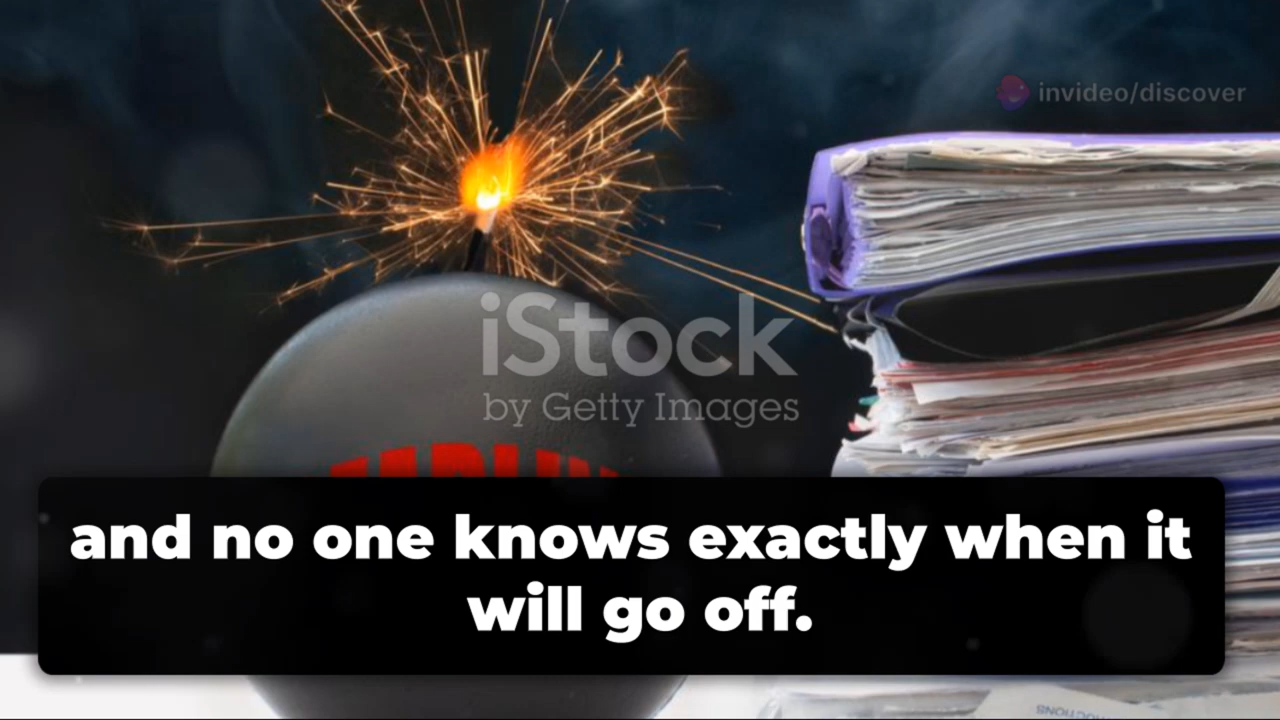 invideo/discover
iStock
by Getty Images
and no one knows exactly when it
will go off.